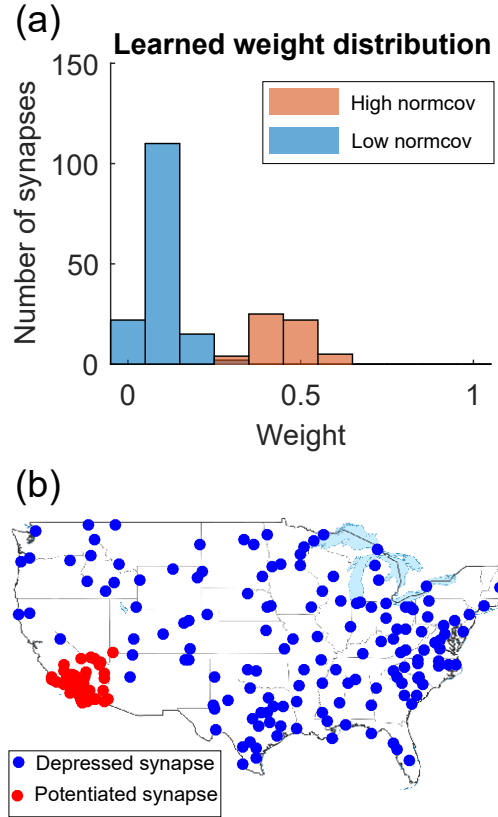 (a)
Learned weight distribution
150
100
50
0
Number of synapses
High normcov
Low normcov
0
0.5
1
Weight
(b)
Depressed synapse
Potentiated synapse